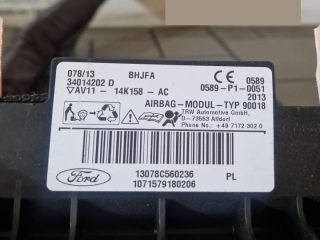 078/13 BHJFA CE 0589
34014202 D 0589-P1-0051
▽AV11 - 14K158 - AC 2013
AIRBAG-MODUL-TYP 90018
TRW Automotive GmbH,
D-73553 Alfdorf
Phone No.: +49 7172 302 0
Ford 13078C560236 PL
1071579180206